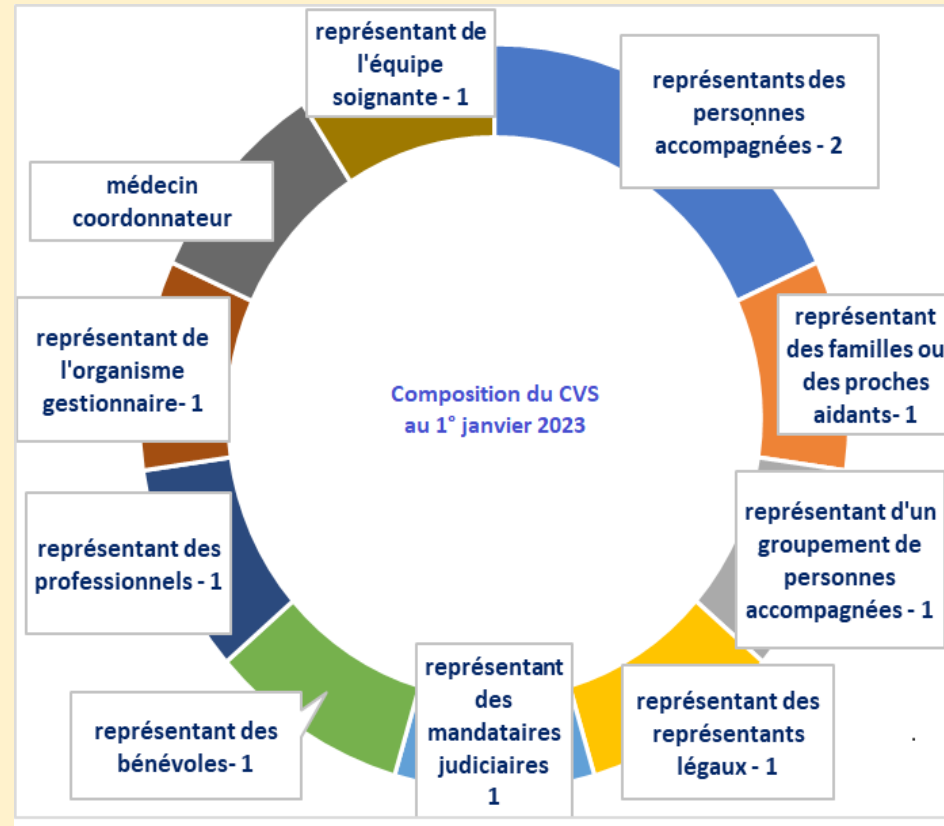 représentant de
l'équipe
soignante - 1
représentants des
personnes
accompagnées - 2
médecin
coordonnateur
représentant de
l'organisme
gestionnaire- 1
Composition du CVS
au 1° janvier 2023
représentant
des familles ou
des proches
aidants- 1
représentant des
professionnels - 1
représentant d'un
groupement de
personnes
accompagnées - 1
représentant des
bénévoles- 1
représentant
des
mandataires
judiciaires
1
représentant des
représentants
légaux - 1